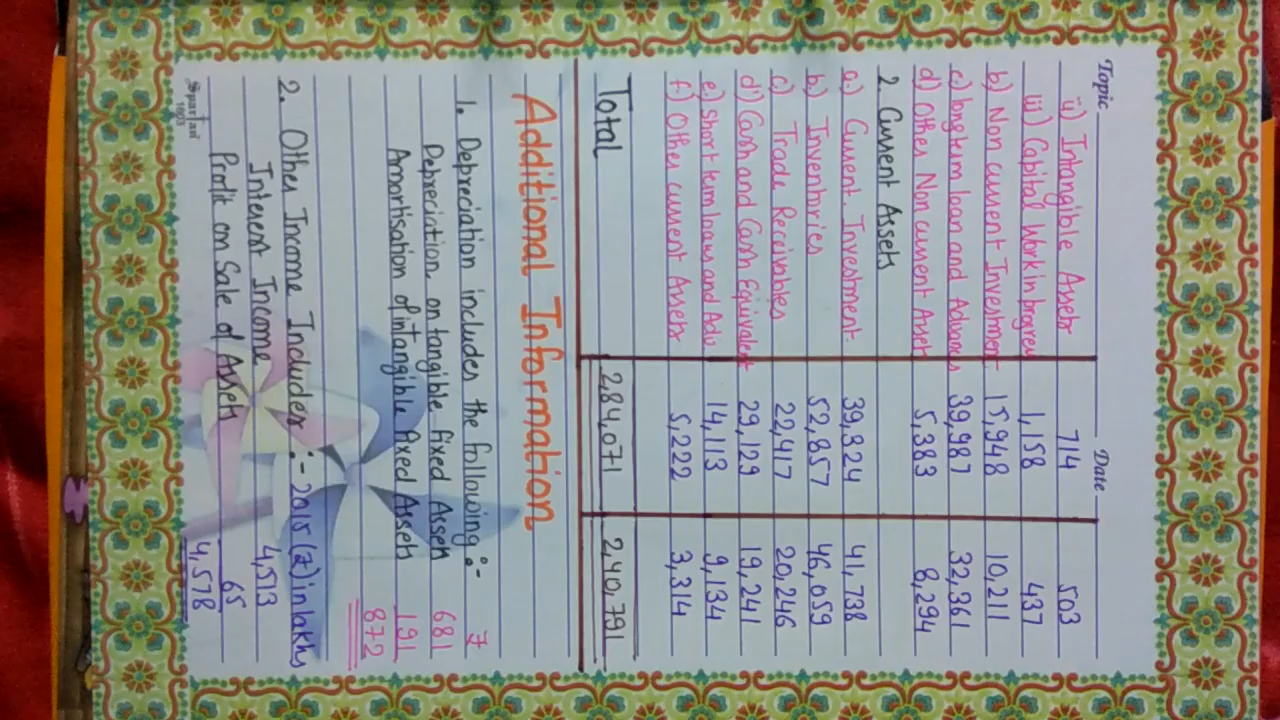 Topic Date
ii) Intangible Assets 714 503
iii) Capital Work in progress 1,158 437
b) Non current Investment 15,948 10,211
c) long term loan and Advances 39,987 32,361
d) Other Non current Asset 5,383 8,294
2. Current Assets
a) Current Investment 39,824 41,738
b) Inventories 52,857 46,059
c) Trade Receivables 22,417 20,246
d) Cash and Cash Equivalent 29,129 19,241
e) Short term loans and Adv 14,113 9,134
f) Other current Assets 5,222 3,314
Total 2,84,071 2,40,791
Additional Information
1. Depreciation includes the following :- ₹
Depreciation on tangible fixed Assets 681
Amortisation of intangible fixed Assets 191
872
2. Other Income Includes :- 2015 (₹) in lakhs
Interest Income 4,513
Profit on Sale of Assets 65
4,578
Spartan
1003